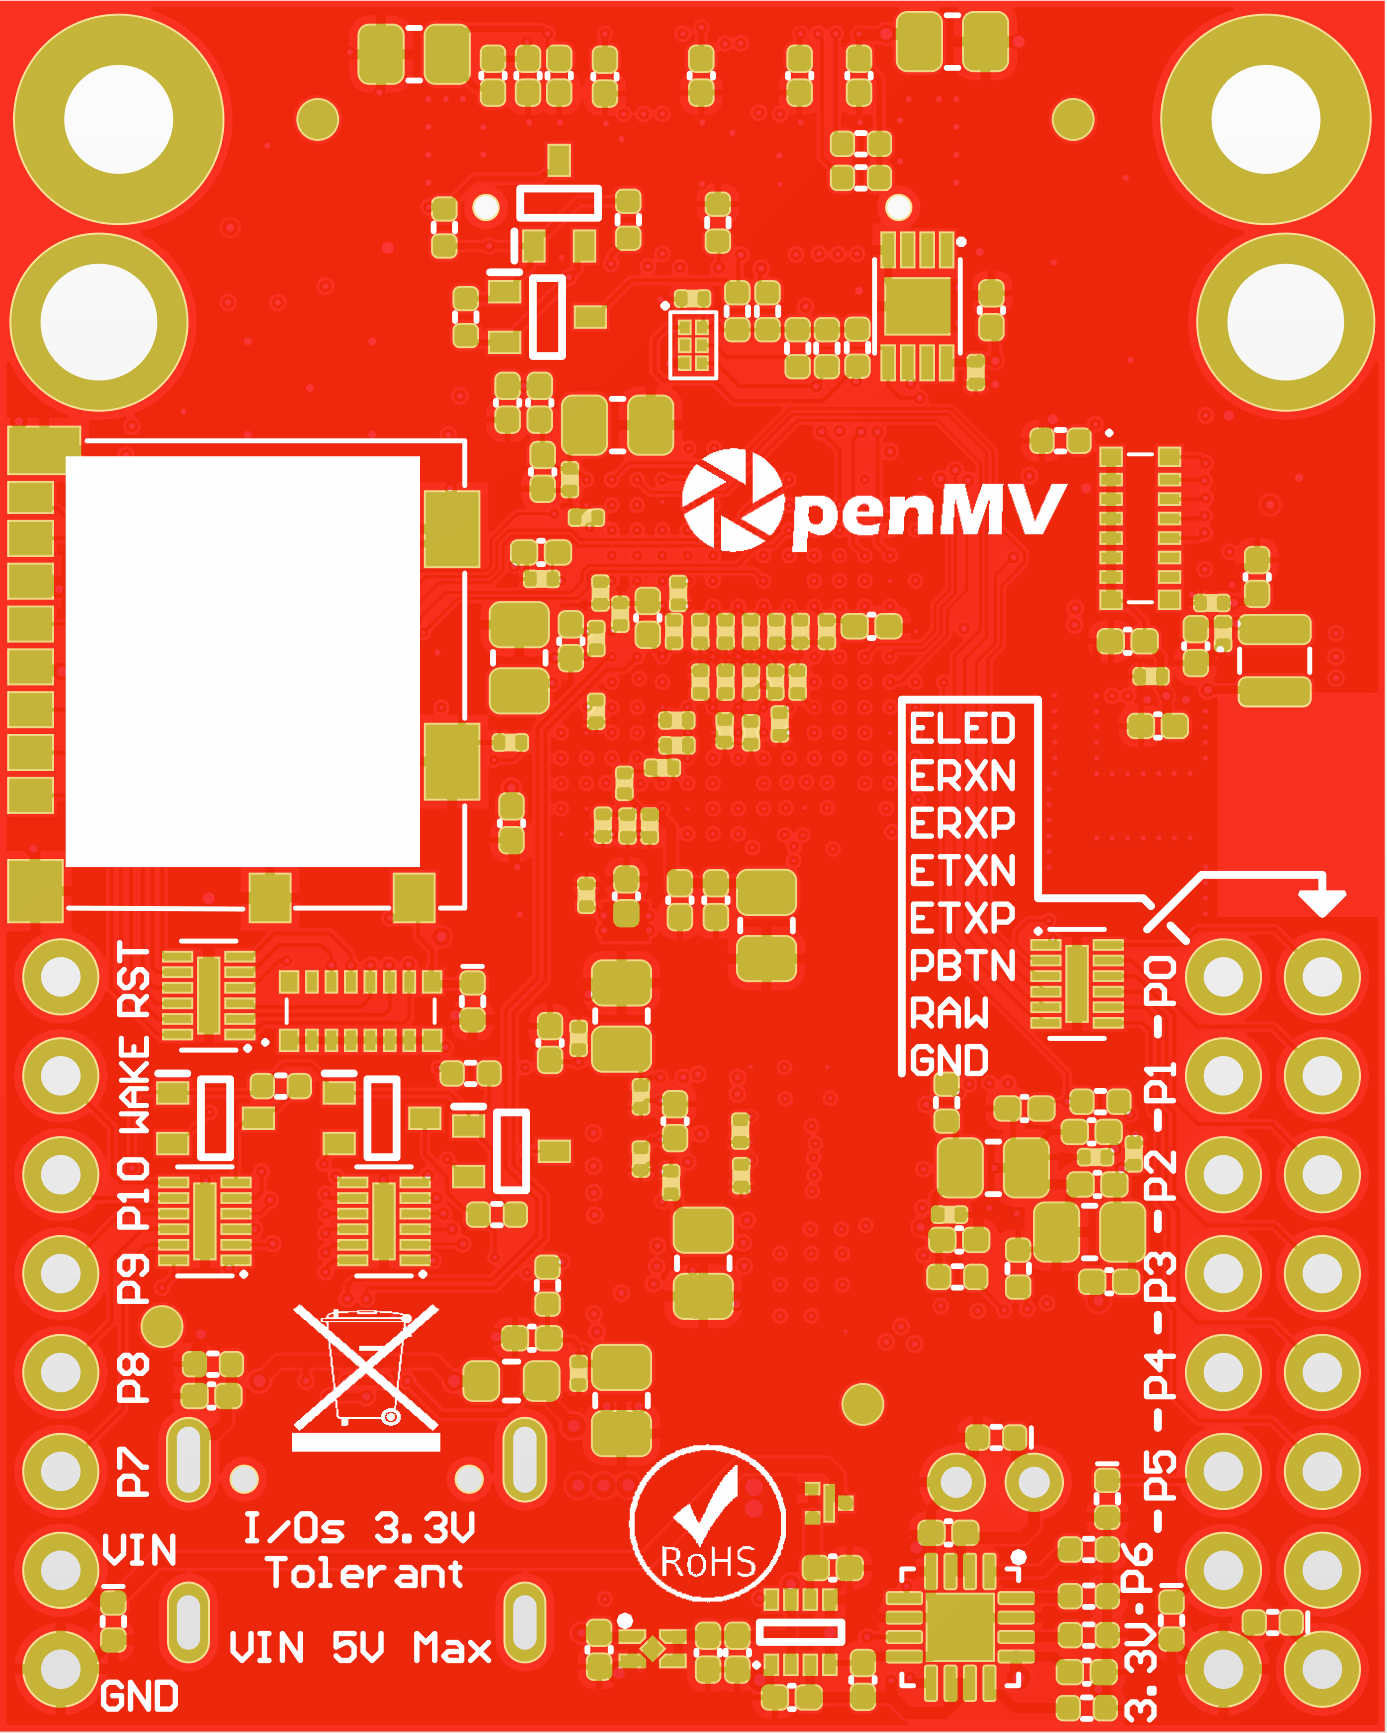 OpenMV
ELED
ERXN
ERXP
ETXN
ETXP
PBTN
RAW
GND
RST
WAKE
P10
P9
P8
P7
VIN
GND
-P0
-P1
-P2
-P3
-P4
-P5
-P6
3.3V
I/Os 3.3V
Tolerant
VIN 5V Max
RoHS